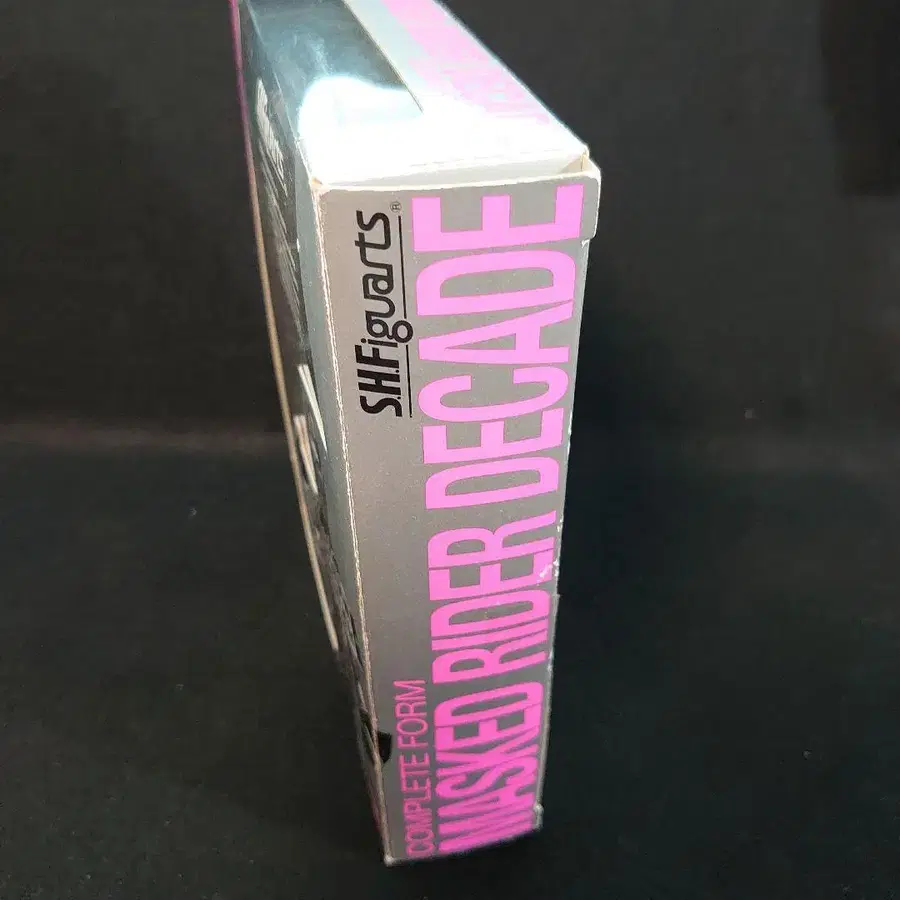 S.H.Figuarts®
COMPLETE FORM
MASKED RIDER DECADE